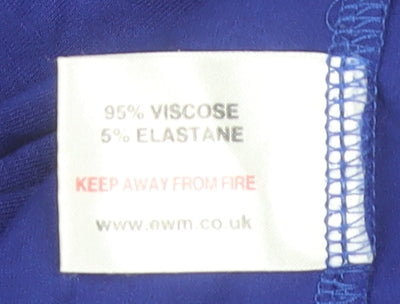 95% VISCOSE
5% ELASTANE
KEEP AWAY FROM FIRE
www.ewm.co.uk